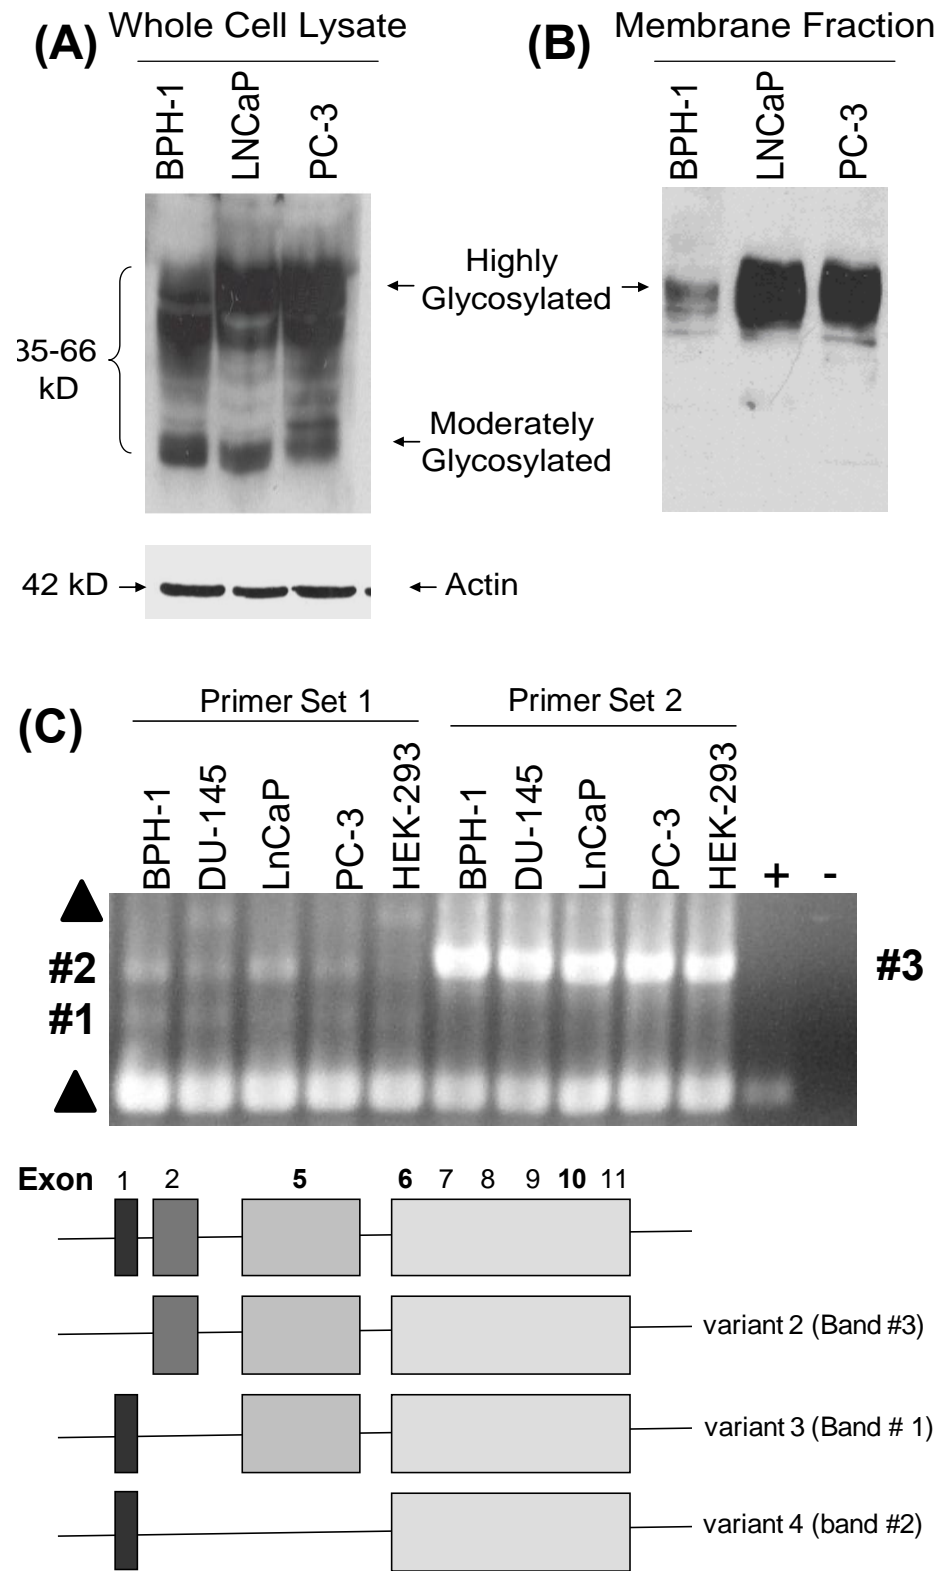 (A) Whole Cell Lysate
BPH-1
LNCaP
PC-3
35-66
kD
Highly
Glycosylated
Moderately
Glycosylated
42 kD
Actin
(B) Membrane Fraction
BPH-1
LNCaP
PC-3
(C)
Primer Set 1
Primer Set 2
BPH-1
DU-145
LnCaP
PC-3
HEK-293
BPH-1
DU-145
LnCaP
PC-3
HEK-293
+
-
#2
#1
#3
Exon 1 2 5 6 7 8 9 10 11
variant 2 (Band #3)
variant 3 (Band # 1)
variant 4 (band #2)